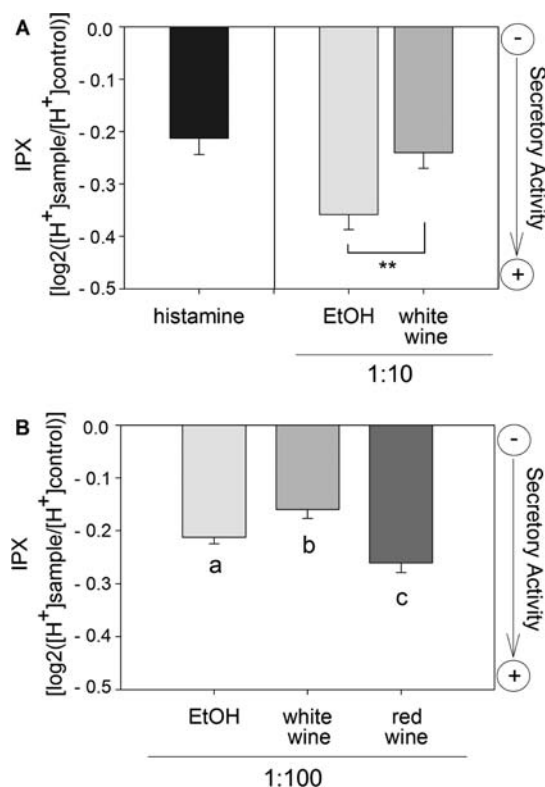 A
0.0
- 0.1
- 0.2
- 0.3
- 0.4
- 0.5
IPX
[log2([H⁺]sample/[H⁺]control)]
**
histamine
EtOH
white
wine
1:10
-
Secretory Activity
+
B
0.0
- 0.1
- 0.2
- 0.3
- 0.4
- 0.5
IPX
[log2([H⁺]sample/[H⁺]control)]
a
b
c
EtOH
white
wine
red
wine
1:100
-
Secretory Activity
+